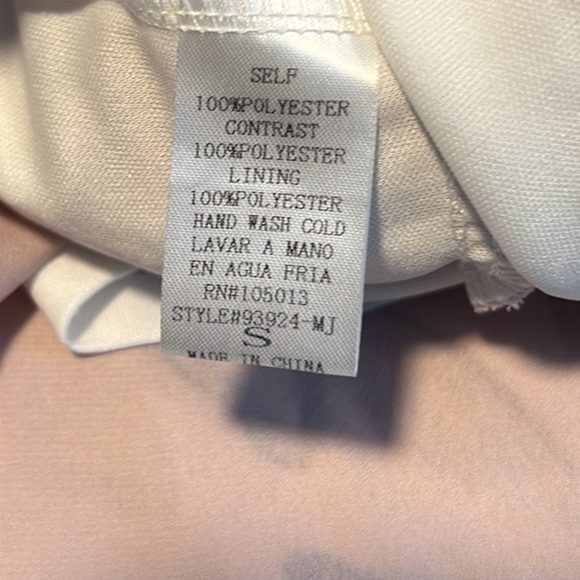 SELF
100%POLYESTER
CONTRAST
100%POLYESTER
LINING
100%POLYESTER
HAND WASH COLD
LAVAR A MANO
EN AGUA FRIA
RN#105013
STYLE#93924-MJ
S
MADE IN CHINA